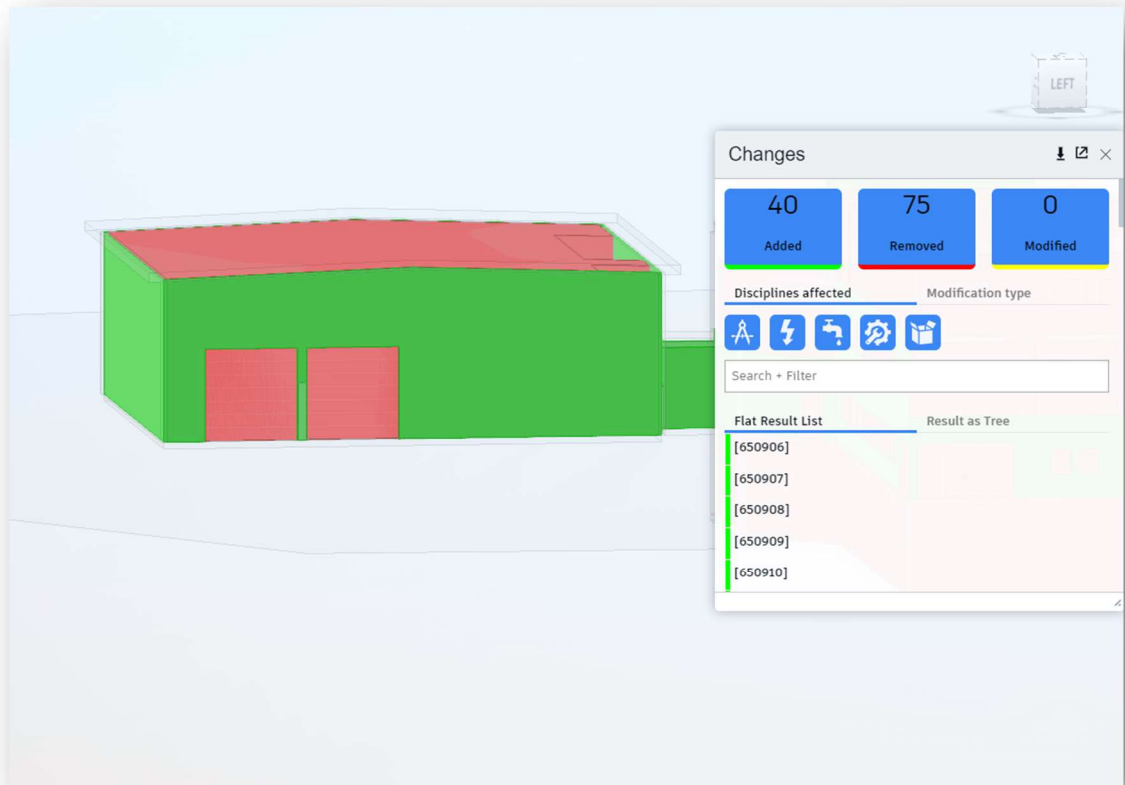 LEFT
Changes
40
Added
75
Removed
0
Modified
Disciplines affected
Modification type
Search + Filter
Flat Result List
Result as Tree
[650906]
[650907]
[650908]
[650909]
[650910]